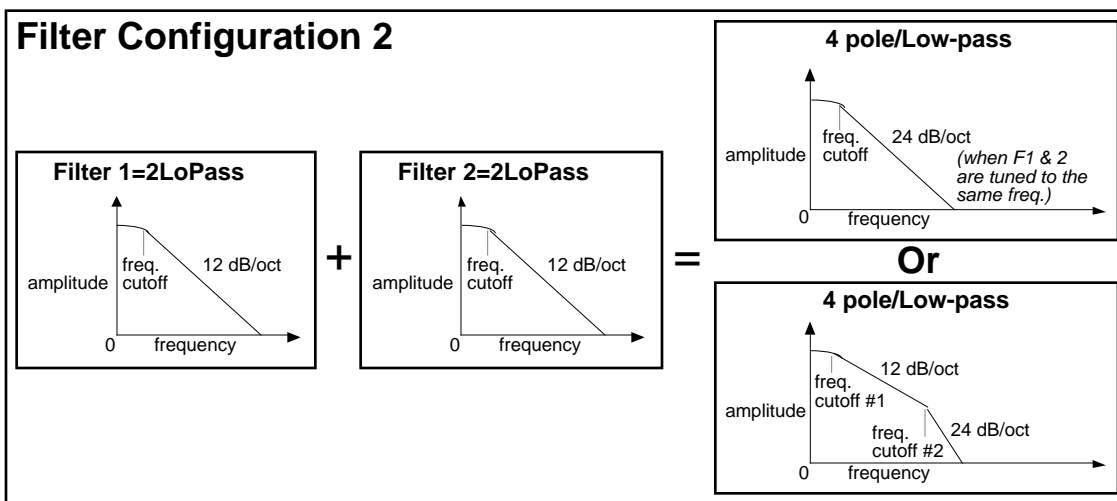 Filter Configuration 2
Filter 1=2LoPass
amplitude
freq.
cutoff
12 dB/oct
0
frequency
+
Filter 2=2LoPass
amplitude
freq.
cutoff
12 dB/oct
0
frequency
=
4 pole/Low-pass
amplitude
freq.
cutoff
24 dB/oct
(when F1 & 2
are tuned to the
same freq.)
0
frequency
Or
4 pole/Low-pass
amplitude
12 dB/oct
freq.
cutoff #1
freq.
cutoff #2
24 dB/oct
0
frequency